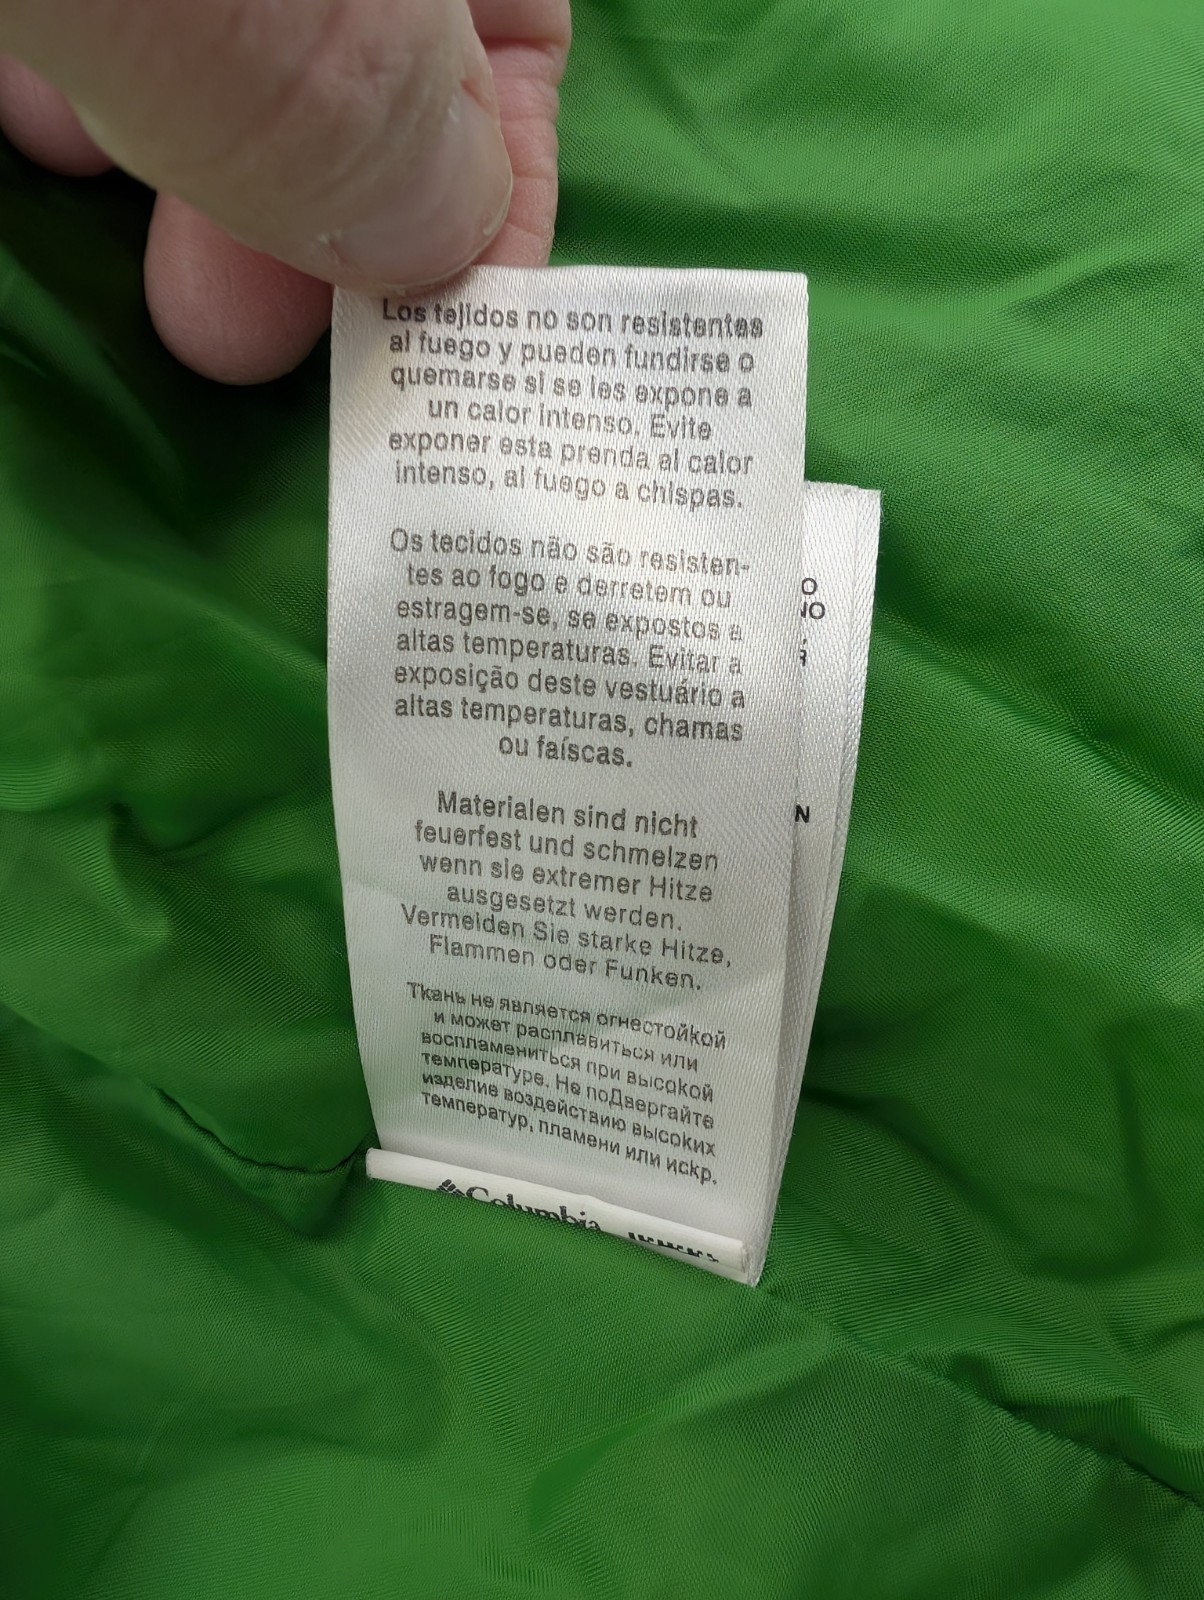 Los tejidos no son resistentes
al fuego y pueden fundirse o
quemarse si se les expone a
un calor intenso. Evite
exponer esta prenda al calor
intenso, al fuego a chispas.
Os tecidos não são resisten-
tes ao fogo e derretem ou
estragem-se, se expostos a
altas temperaturas. Evitar a
exposição deste vestuário a
altas temperaturas, chamas
ou faíscas.
Materialen sind nicht
feuerfest und schmelzen
wenn sie extremer Hitze
ausgesetzt werden.
Vermeiden Sie starke Hitze,
Flammen oder Funken.
Ткань не является огнестойкой
и может расплавиться или
воспламениться при высокой
температуре. Не поДвергайте
изделие воздействию высоких
температур, пламени или искр.
Columbia
O
NO
N